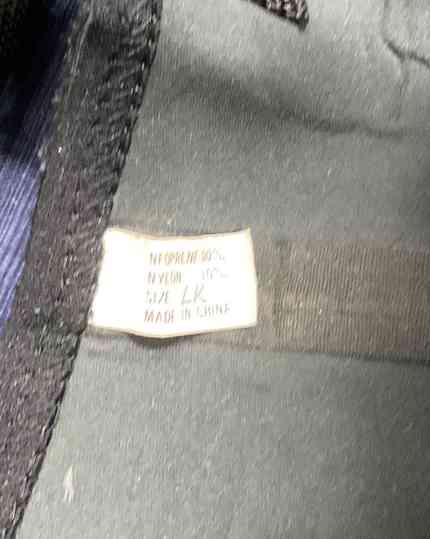 NEOPRENE 90%
NYLON 10%
SIZE LK
MADE IN CHINA